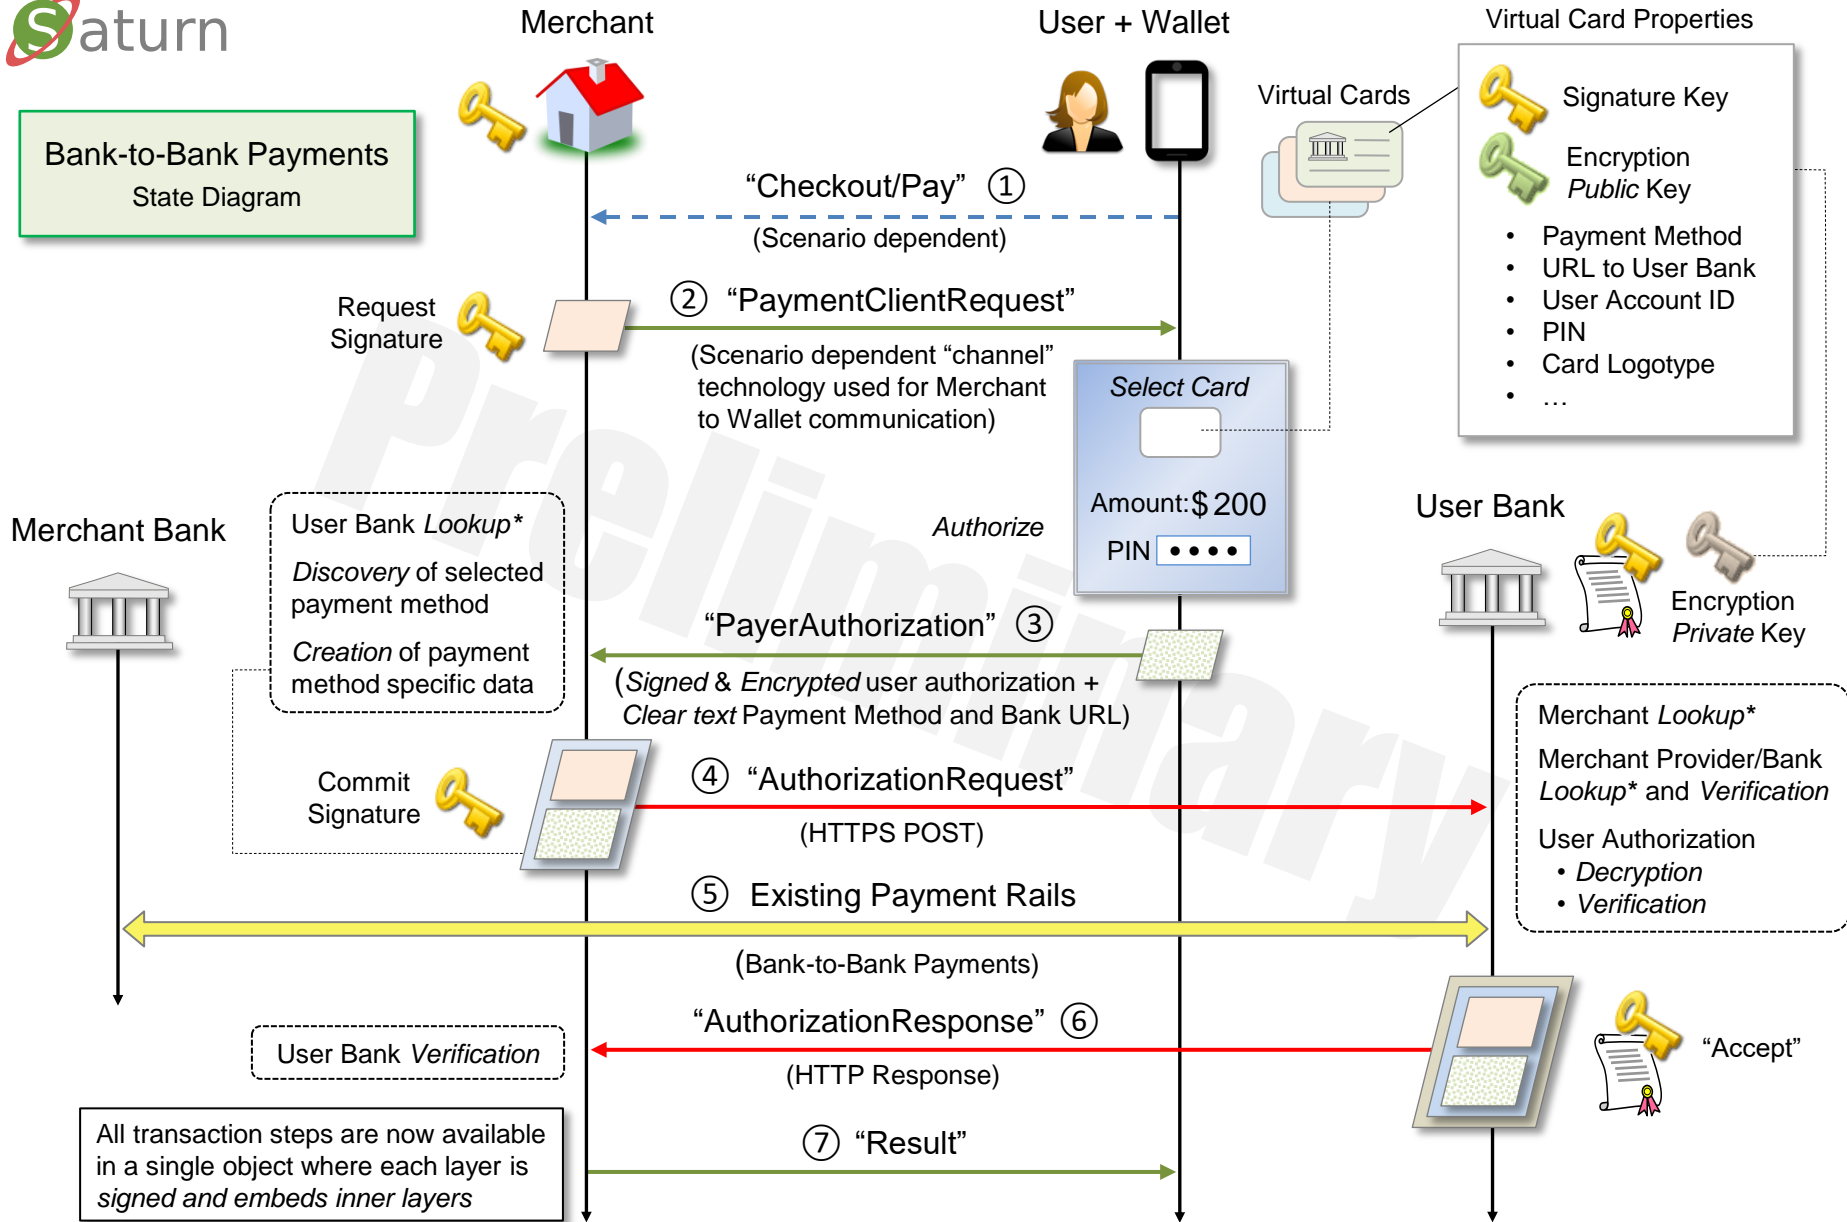 Saturn
Merchant
User + Wallet
Virtual Card Properties
Bank-to-Bank Payments
State Diagram
Virtual Cards
Signature Key
Encryption
Public Key
• Payment Method
• URL to User Bank
• User Account ID
• PIN
• Card Logotype
• …
“Checkout/Pay” ①
(Scenario dependent)
Request
Signature
② “PaymentClientRequest”
(Scenario dependent “channel”
technology used for Merchant
to Wallet communication)
Select Card
Amount: $ 200
PIN
Authorize
Merchant Bank
User Bank Lookup*
Discovery of selected
payment method
Creation of payment
method specific data
User Bank
Encryption
Private Key
“PayerAuthorization” ③
(Signed & Encrypted user authorization +
Clear text Payment Method and Bank URL)
Merchant Lookup*
Merchant Provider/Bank
Lookup* and Verification
User Authorization
• Decryption
• Verification
Commit
Signature
④ “AuthorizationRequest”
(HTTPS POST)
⑤ Existing Payment Rails
(Bank-to-Bank Payments)
“AuthorizationResponse” ⑥
(HTTP Response)
User Bank Verification
“Accept”
All transaction steps are now available
in a single object where each layer is
signed and embeds inner layers
⑦ “Result”
Preliminary